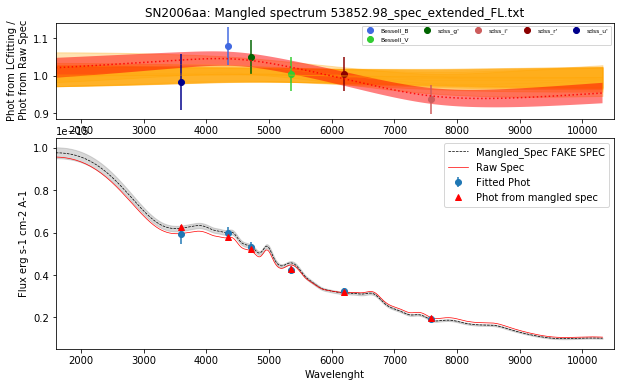 SN2006aa: Mangled spectrum 53852.98_spec_extended_FL.txt
Phot from LCfitting /
Phot from Raw Spec
1.1
1.0
0.9
Bessell_B
Bessell_V
sdss_g'
sdss_i'
sdss_r'
sdss_u'
2000 3000 4000 5000 6000 7000 8000 9000 10000
Flux erg s-1 cm-2 A-1
1.0
0.8
0.6
0.4
0.2
Mangled_Spec FAKE SPEC
Raw Spec
Fitted Phot
Phot from mangled spec
2000 3000 4000 5000 6000 7000 8000 9000 10000
Wavelenght